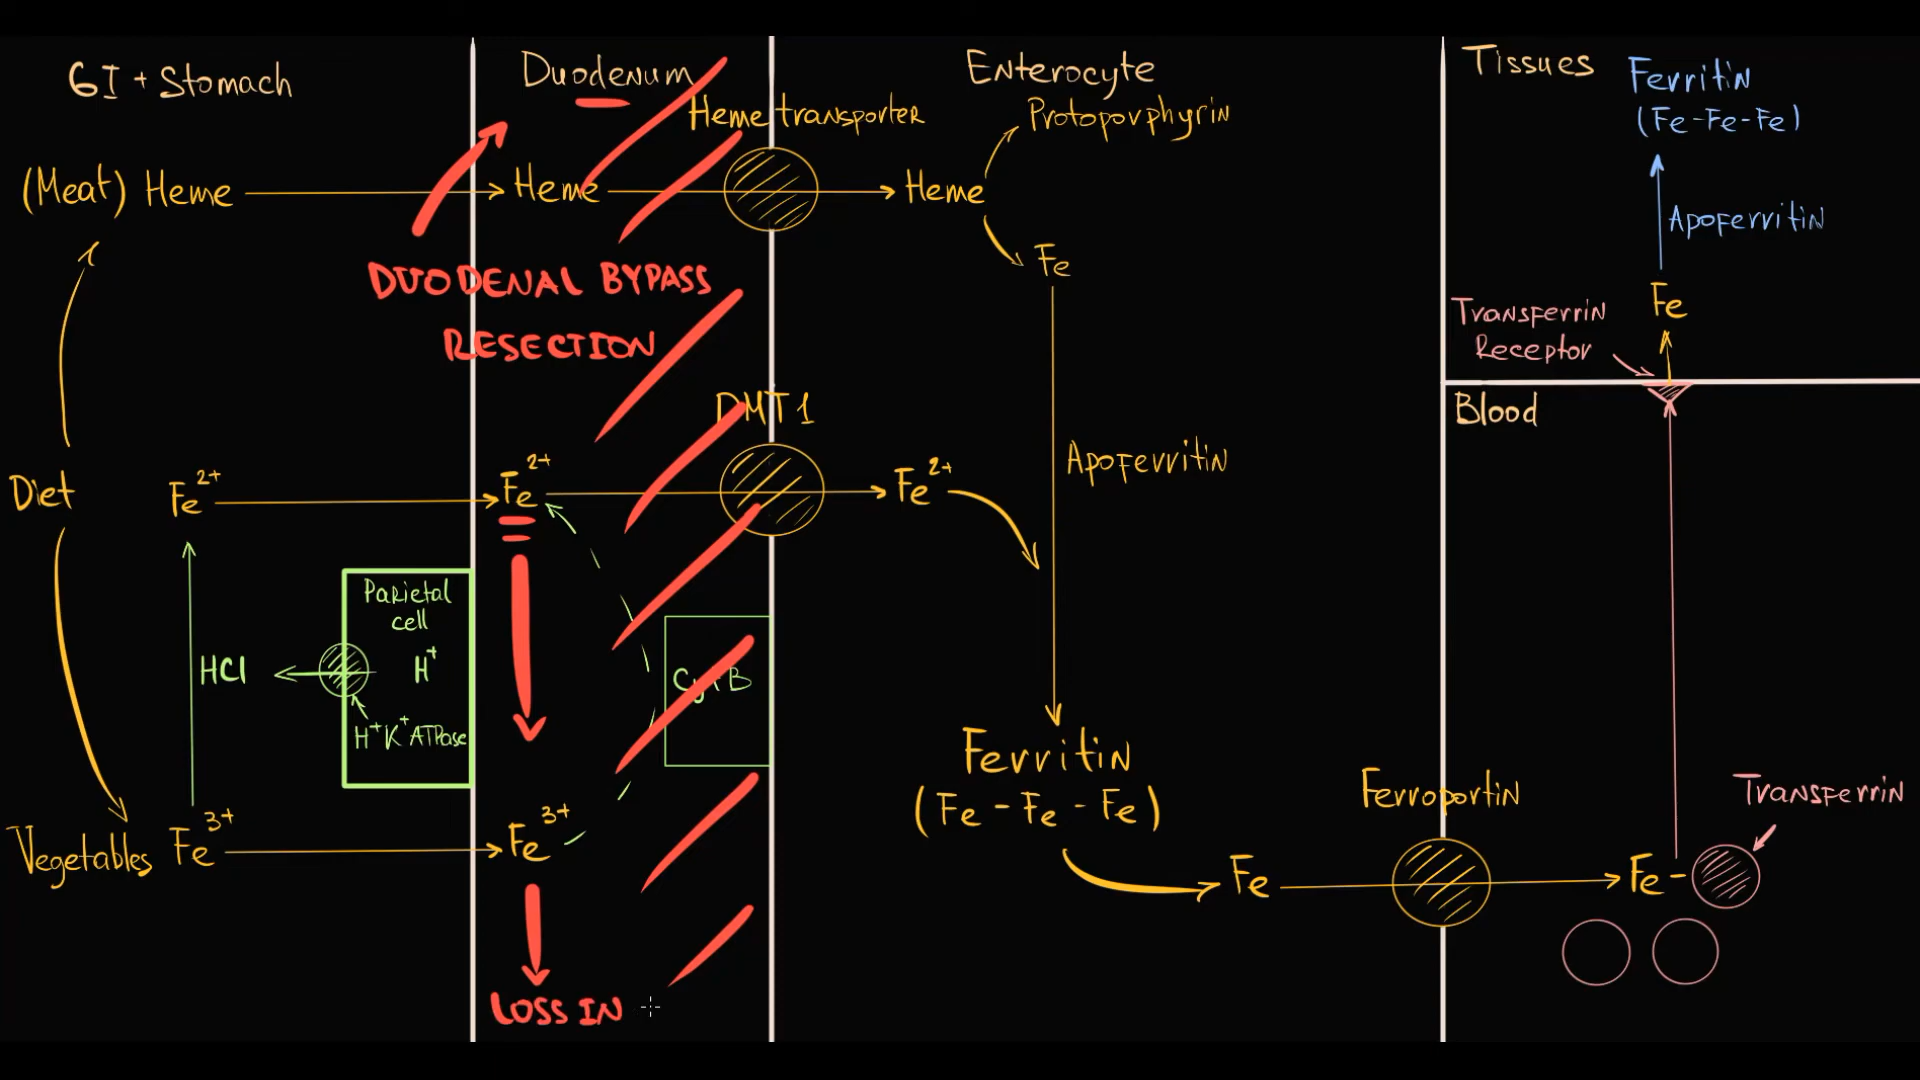 GI + Stomach
Duodenum
Enterocyte
Tissues
Ferritin
(Fe-Fe-Fe)
Heme transporter
Protoporphyrin
(Meat) Heme
Heme
Heme
Fe
Apoferritin
DUODENAL BYPASS
RESECTION
Transferrin
Receptor
Fe
Blood
DMT1
Apoferritin
Diet
Fe2+
Fe2+
Fe2+
Parietal
cell
H+
HCl
H+K+ATPase
CytB
Ferritin
(Fe - Fe - Fe)
Ferroportin
Transferrin
Vegetables Fe3+
Fe3+
Fe
Fe-
LOSS IN